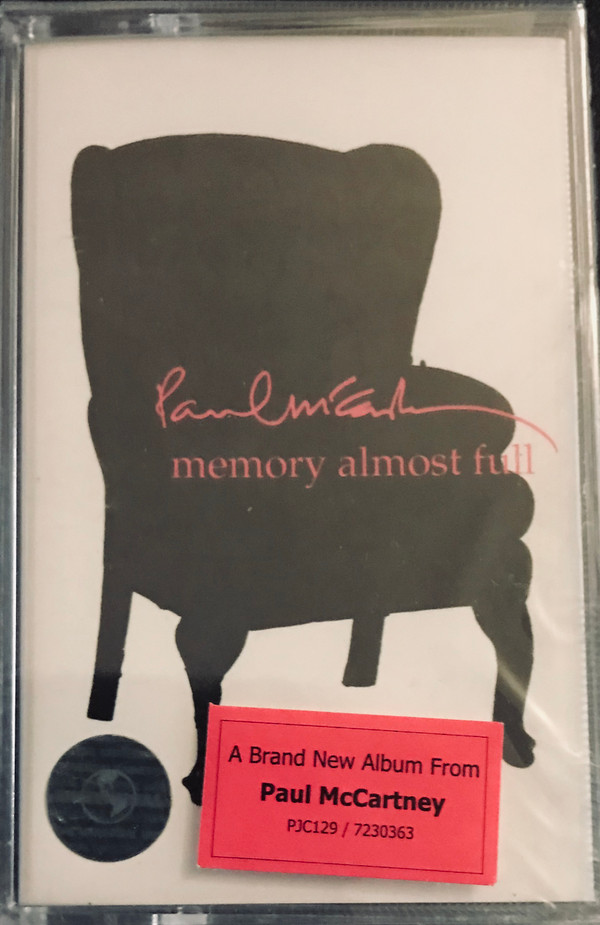 Paul McCartney
memory almost full
A Brand New Album From
Paul McCartney
PJC129 / 7230363